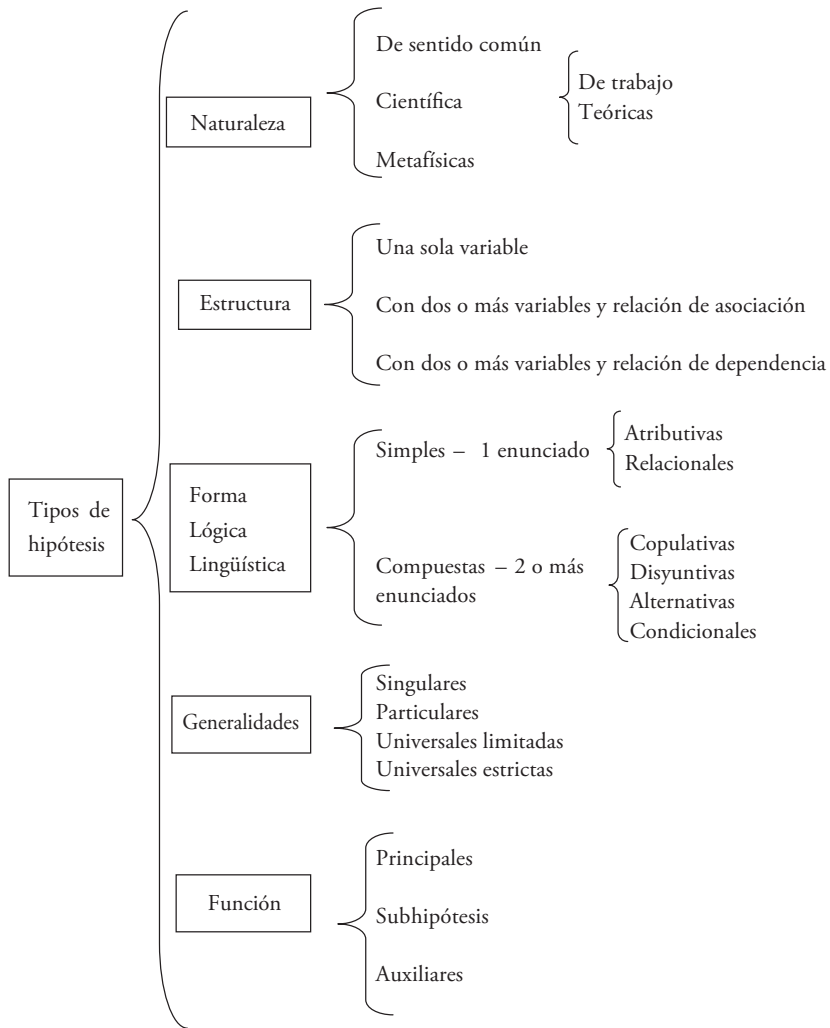 De sentido común
De trabajo
Científica
Teóricas
Naturaleza
Metafísicas
Una sola variable
Estructura
Con dos o más variables y relación de asociación
Con dos o más variables y relación de dependencia
Simples – 1 enunciado
Atributivas
Relacionales
Tipos de
hipótesis
Forma
Lógica
Lingüística
Compuestas – 2 o más
enunciados
Copulativas
Disyuntivas
Alternativas
Condicionales
Generalidades
Singulares
Particulares
Universales limitadas
Universales estrictas
Principales
Función
Subhipótesis
Auxiliares